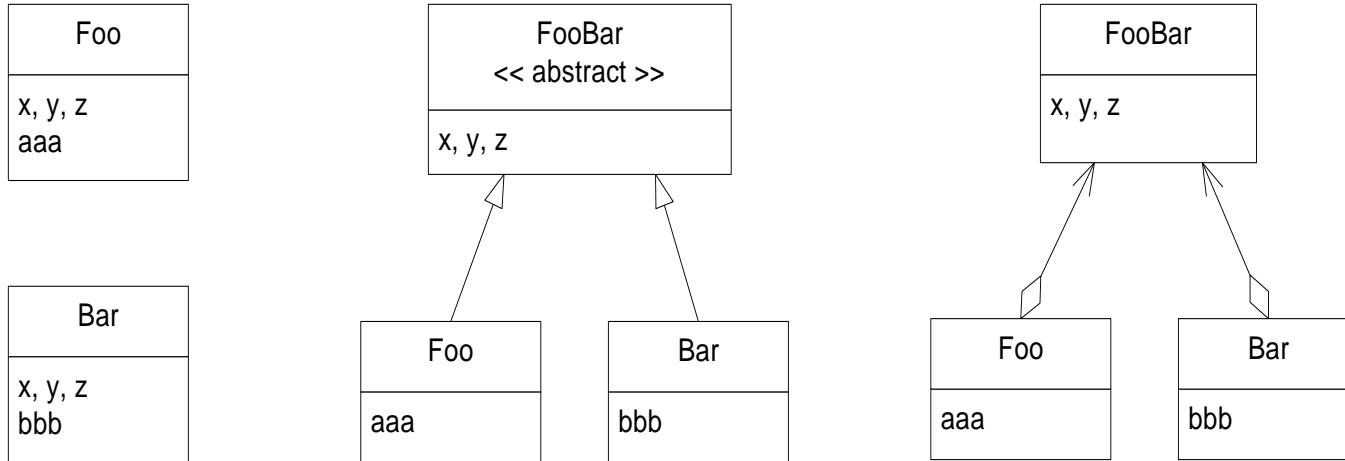 Foo
x, y, z
aaa
Bar
x, y, z
bbb
FooBar
<< abstract >>
x, y, z
Foo
aaa
Bar
bbb
FooBar
x, y, z
Foo
aaa
Bar
bbb